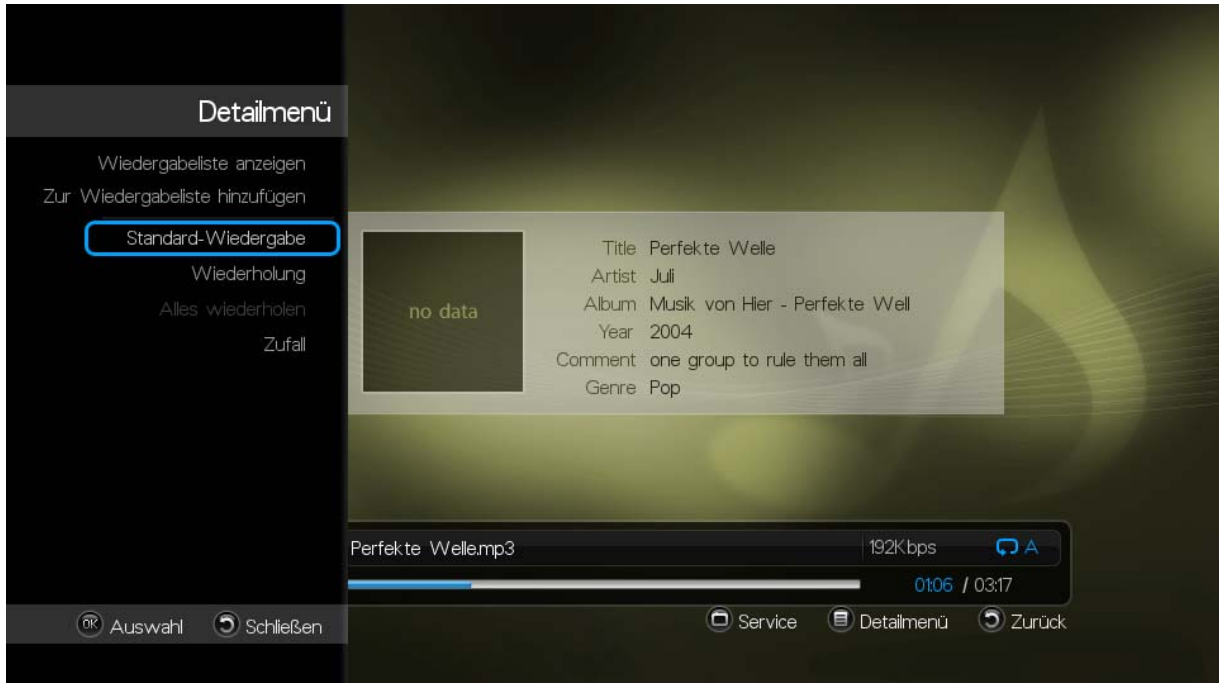 Detailmenü
Wiedergabeliste anzeigen
Zur Wiedergabeliste hinzufügen
Standard-Wiedergabe
Wiederholung
Alles wiederholen
Zufall
OK Auswahl
Schließen
no data
Title Perfekte Welle
Artist Juli
Album Musik von Hier - Perfekte Well
Year 2004
Comment one group to rule them all
Genre Pop
Perfekte Welle.mp3 192Kbps A
01:06 / 03:17
Service Detailmenü Zurück